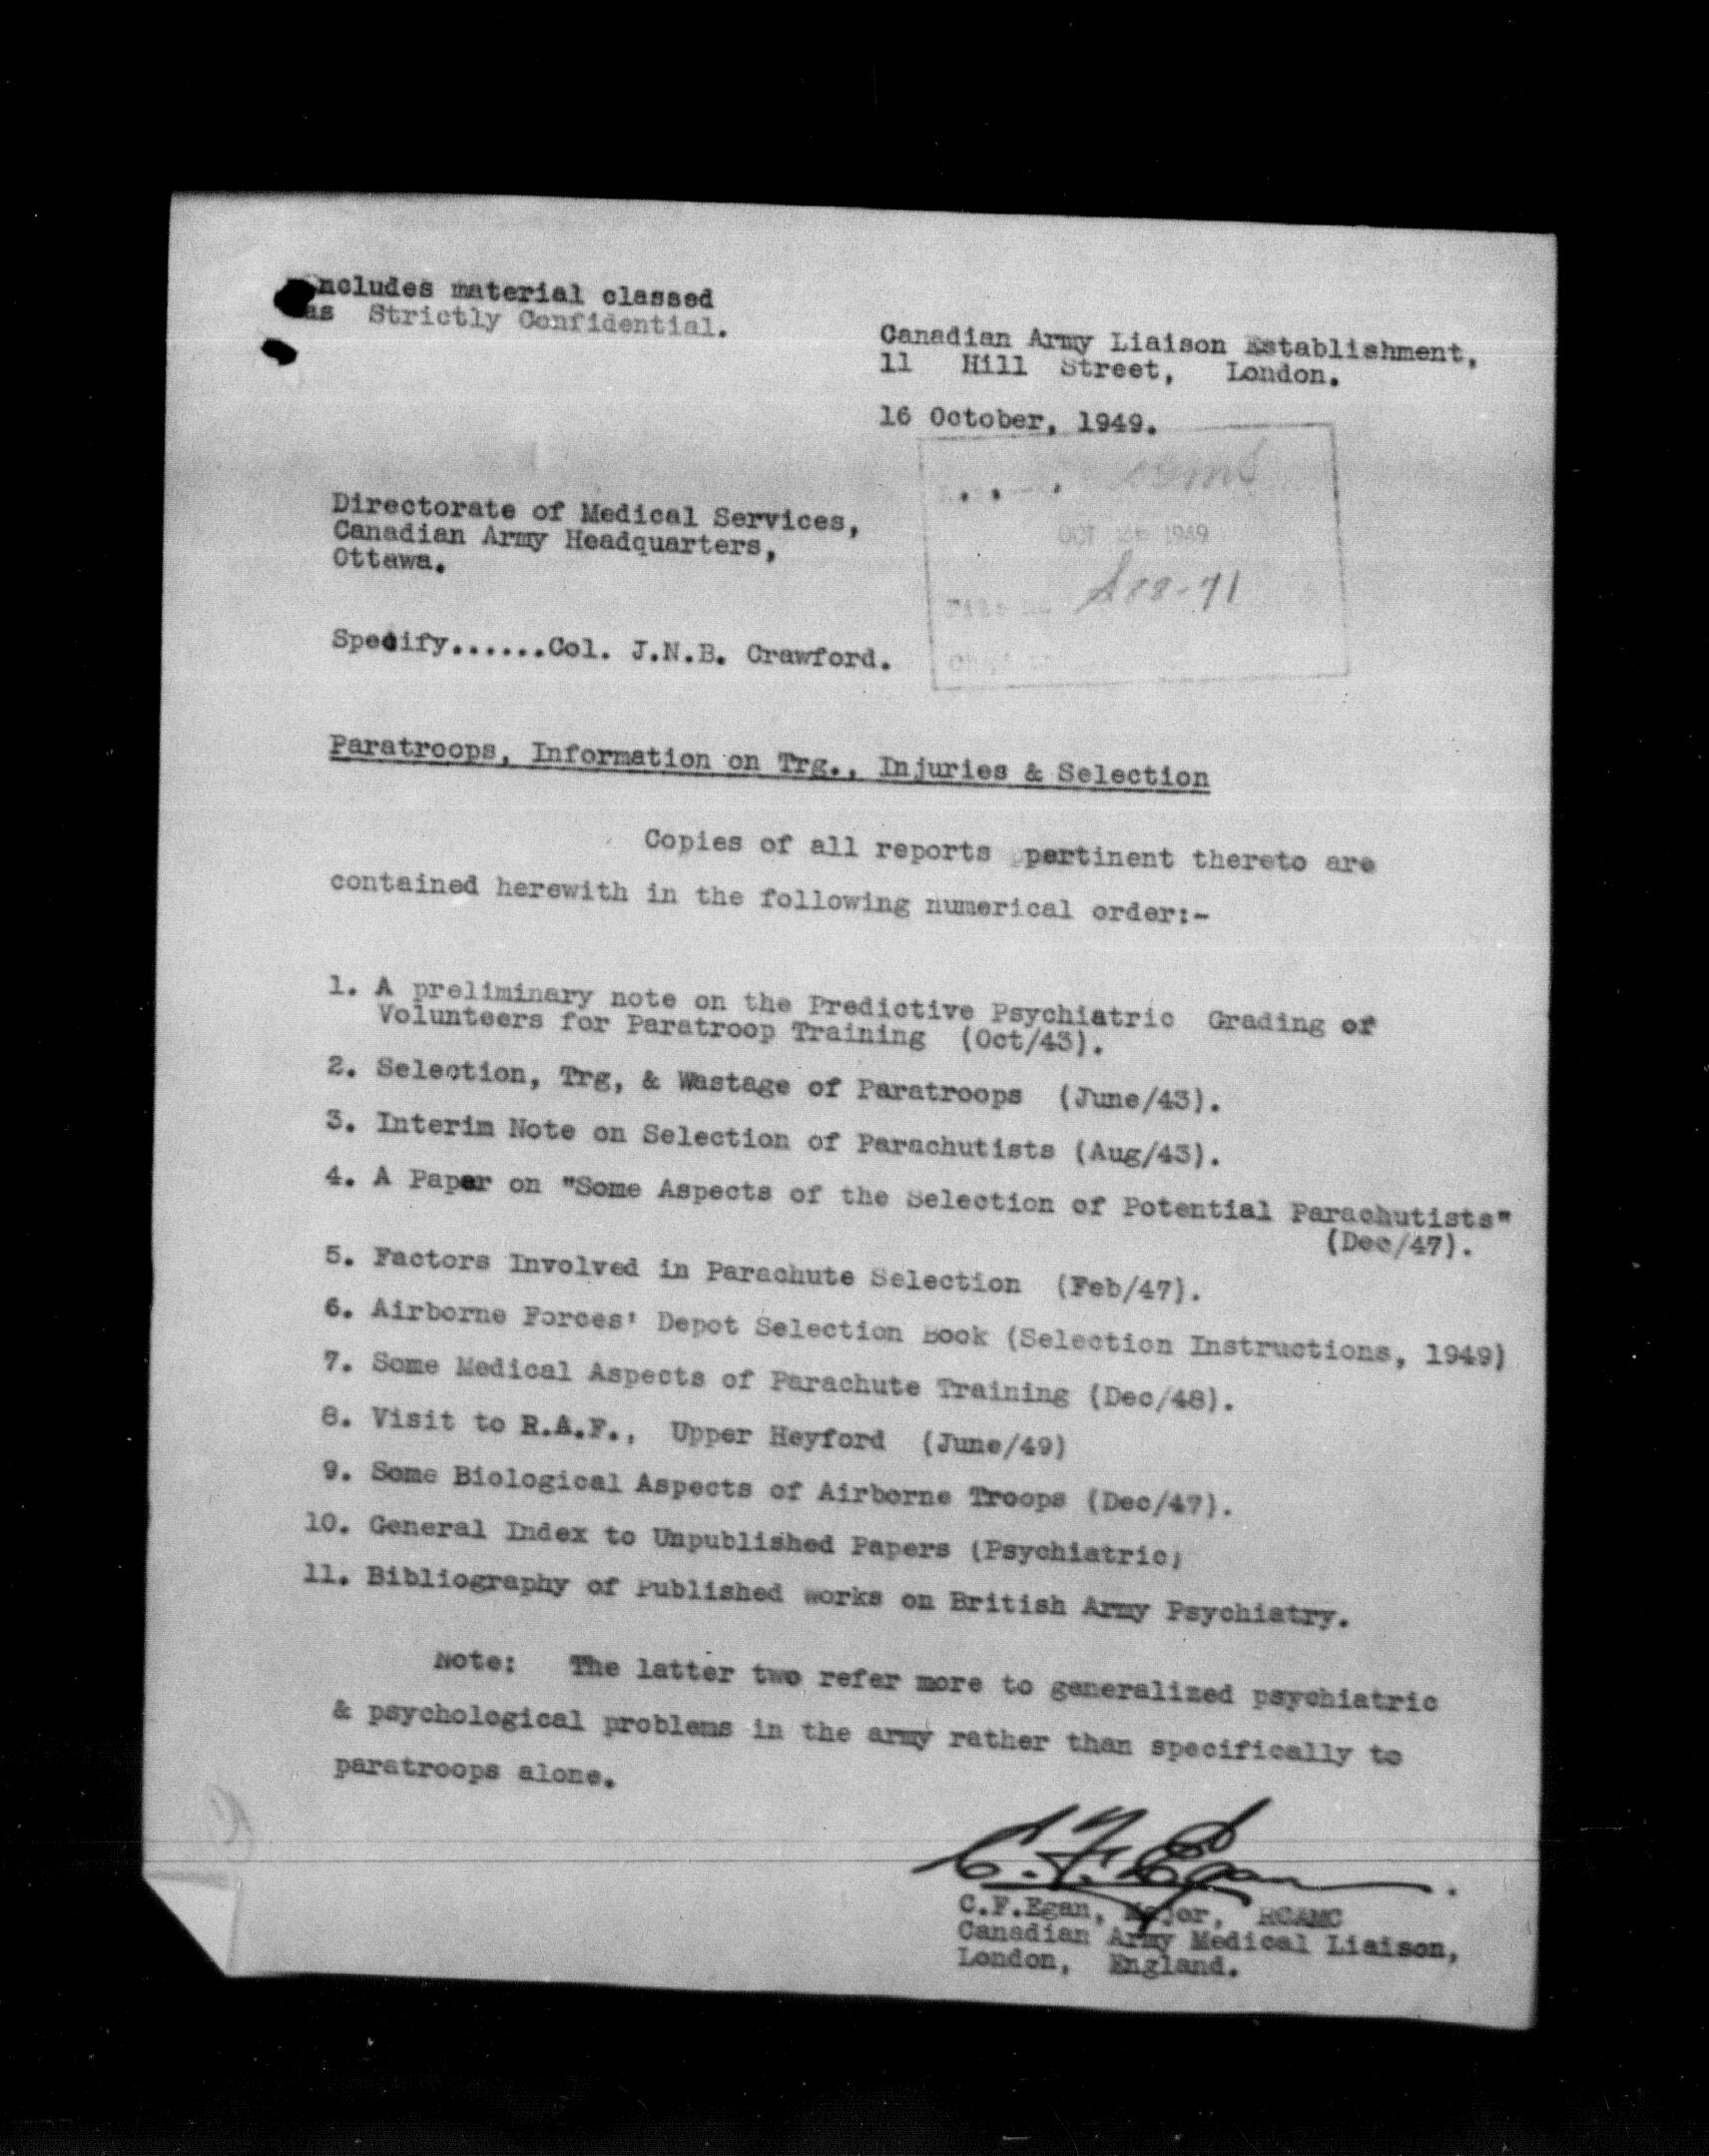 Includes material classed
as Strictly Confidential.
Canadian Army Liaison Establishment,
11 Hill Street, London.
16 October, 1949.
OCT 1949
Directorate of Medical Services,
Canadian Army Headquarters,
Ottawa.
Specify......Col. J.N.B. Crawford.
Paratroops, Information on Trg., Injuries & Selection
Copies of all reports pertinent thereto are
contained herewith in the following numerical order:-
1. A preliminary note on the Predictive Psychiatric Grading of
Volunteers for Paratroop Training (Oct/43).
2. Selection, Trg, & Wastage of Paratroops (June/43).
3. Interim Note on Selection of Parachutists (Aug/43).
4. A Paper on "Some Aspects of the Selection of Potential Parachutists"
(Dec/47).
5. Factors Involved in Parachute Selection (Feb/47).
6. Airborne Forces' Depot Selection Book (Selection Instructions, 1949)
7. Some Medical Aspects of Parachute Training (Dec/48).
8. Visit to R.A.F., Upper Heyford (June/49)
9. Some Biological Aspects of Airborne Troops (Dec/47).
10. General Index to Unpublished Papers (Psychiatric)
11. Bibliography of Published works on British Army Psychiatry.
Note: The latter two refer more to generalized psychiatric
& psychological problems in the army rather than specifically to
paratroops alone.
C.F. Egan.
C.F.Egan, Major, RCAMC
Canadian Army Medical Liaison,
London, England.